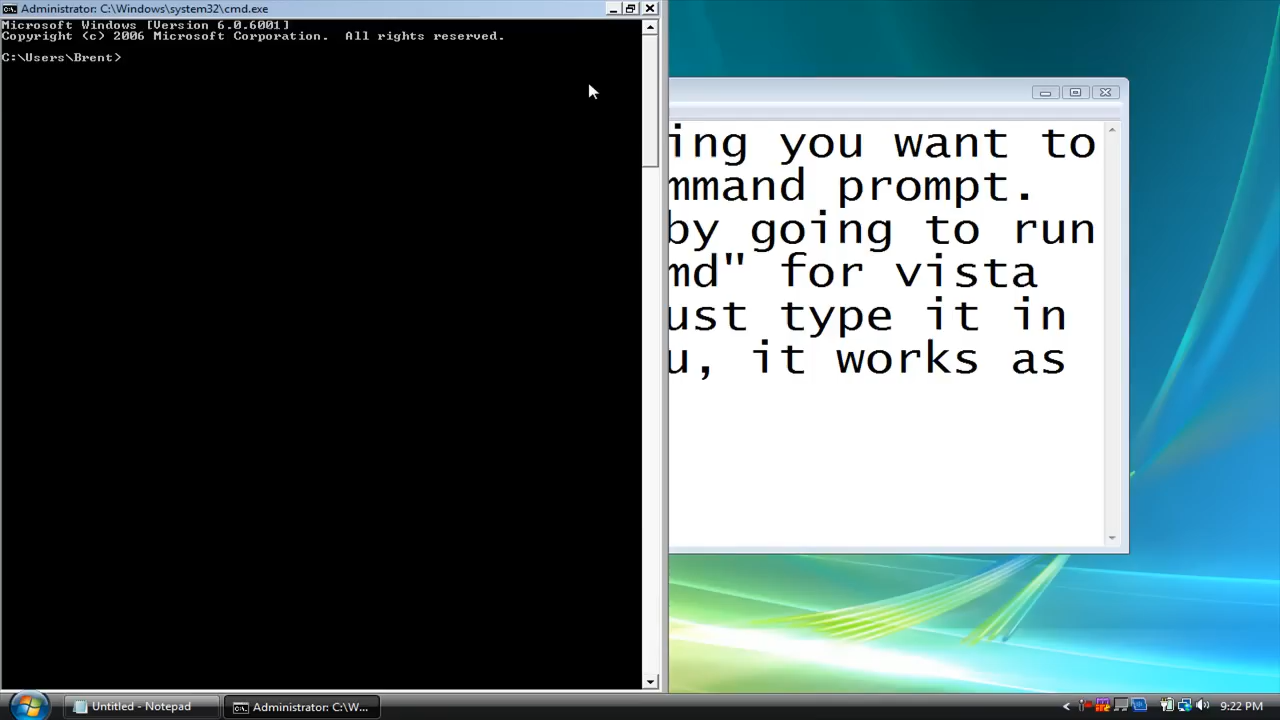 Administrator: C:\Windows\system32\cmd.exe
Microsoft Windows [Version 6.0.6001]
Copyright (c) 2006 Microsoft Corporation.  All rights reserved.
C:\Users\Brent>
ing you want to
mmand prompt.
by going to run
md" for vista
ust type it in
u, it works as
Untitled - Notepad
Administrator: C:\W...
9:22 PM